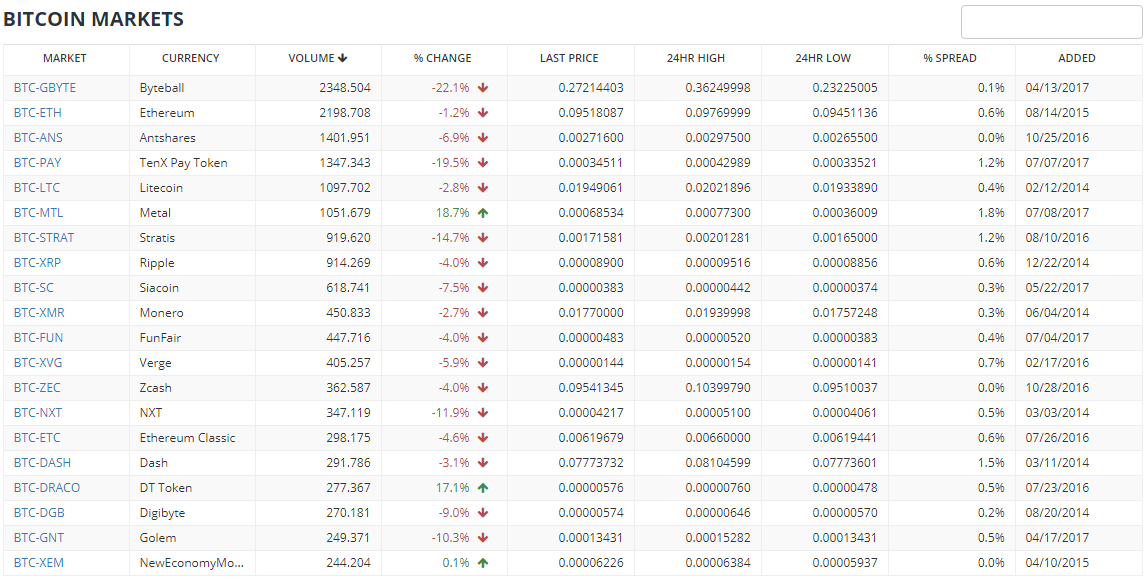 BITCOIN MARKETS
MARKET CURRENCY VOLUME % CHANGE LAST PRICE 24HR HIGH 24HR LOW % SPREAD ADDED
BTC-GBYTE Byteball 2348.504 -22.1% 0.27214403 0.36249998 0.23225005 0.1% 04/13/2017
BTC-ETH Ethereum 2198.708 -1.2% 0.09518087 0.09769999 0.09451136 0.6% 08/14/2015
BTC-ANS Antshares 1401.951 -6.9% 0.00271600 0.00297500 0.00265500 0.0% 10/25/2016
BTC-PAY TenX Pay Token 1347.343 -19.5% 0.00034511 0.00042989 0.00033521 1.2% 07/07/2017
BTC-LTC Litecoin 1097.702 -2.8% 0.01949061 0.02021896 0.01933890 0.4% 02/12/2014
BTC-MTL Metal 1051.679 18.7% 0.00068534 0.00077300 0.00036009 1.8% 07/08/2017
BTC-STRAT Stratis 919.620 -14.7% 0.00171581 0.00201281 0.00165000 1.2% 08/10/2016
BTC-XRP Ripple 914.269 -4.0% 0.00008900 0.00009516 0.00008856 0.6% 12/22/2014
BTC-SC Siacoin 618.741 -7.5% 0.00000383 0.00000442 0.00000374 0.3% 05/22/2017
BTC-XMR Monero 450.833 -2.7% 0.01770000 0.01939998 0.01757248 0.3% 06/04/2014
BTC-FUN FunFair 447.716 -4.0% 0.00000483 0.00000520 0.00000383 0.4% 07/04/2017
BTC-XVG Verge 405.257 -5.9% 0.00000144 0.00000154 0.00000141 0.7% 02/17/2016
BTC-ZEC Zcash 362.587 -4.0% 0.09541345 0.10399790 0.09510037 0.0% 10/28/2016
BTC-NXT NXT 347.119 -11.9% 0.00004217 0.00005100 0.00004061 0.5% 03/03/2014
BTC-ETC Ethereum Classic 298.175 -4.6% 0.00619679 0.00660000 0.00619441 0.6% 07/26/2016
BTC-DASH Dash 291.786 -3.1% 0.07773732 0.08104599 0.07773601 1.5% 03/11/2014
BTC-DRACO DT Token 277.367 17.1% 0.00000576 0.00000760 0.00000478 0.5% 07/23/2016
BTC-DGB Digibyte 270.181 -9.0% 0.00000574 0.00000646 0.00000570 0.2% 08/20/2014
BTC-GNT Golem 249.371 -10.3% 0.00013431 0.00015282 0.00013431 0.5% 04/17/2017
BTC-XEM NewEconomyMo... 244.204 0.1% 0.00006226 0.00006384 0.00005937 0.0% 04/10/2015